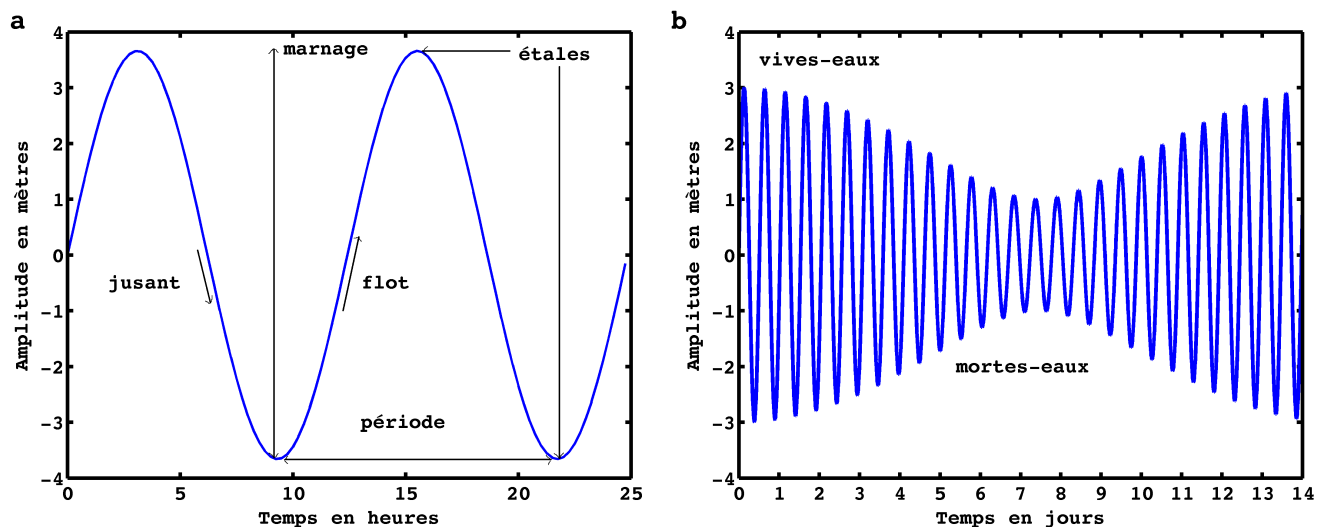 a
4
3
2
1
0
−1
−2
−3
−4
Amplitude en mètres
marnage
étales
jusant
flot
période
0 5 10 15 20 25
Temps en heures
b
4
3
2
1
0
−1
−2
−3
−4
Amplitude en mètres
vives-eaux
mortes-eaux
0 1 2 3 4 5 6 7 8 9 10 11 12 13 14
Temps en jours